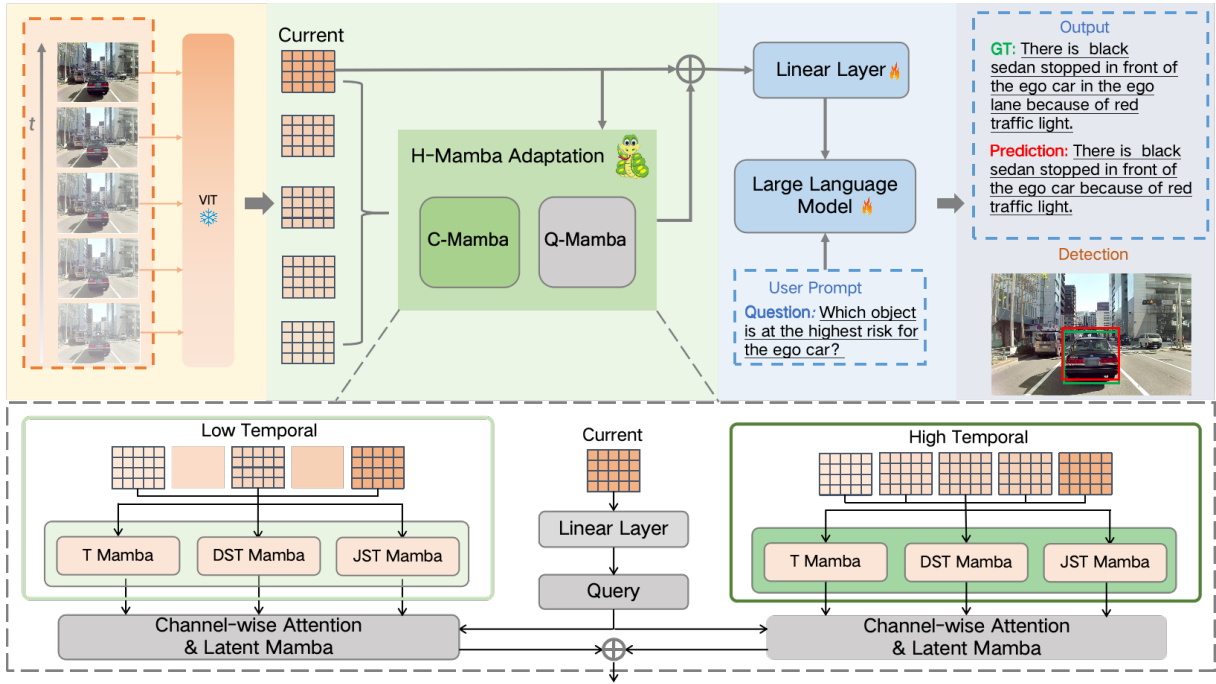 t
VIT
Current
H-Mamba Adaptation
C-Mamba
Q-Mamba
Linear Layer
Large Language
Model
User Prompt
Question: Which object
is at the highest risk for
the ego car?
Output
GT: There is black
sedan stopped in front of
the ego car in the ego
lane because of red
traffic light.
Prediction: There is black
sedan stopped in front of
the ego car because of red
traffic light.
Detection
Low Temporal
T Mamba
DST Mamba
JST Mamba
Channel-wise Attention
& Latent Mamba
Current
Linear Layer
Query
High Temporal
T Mamba
DST Mamba
JST Mamba
Channel-wise Attention
& Latent Mamba